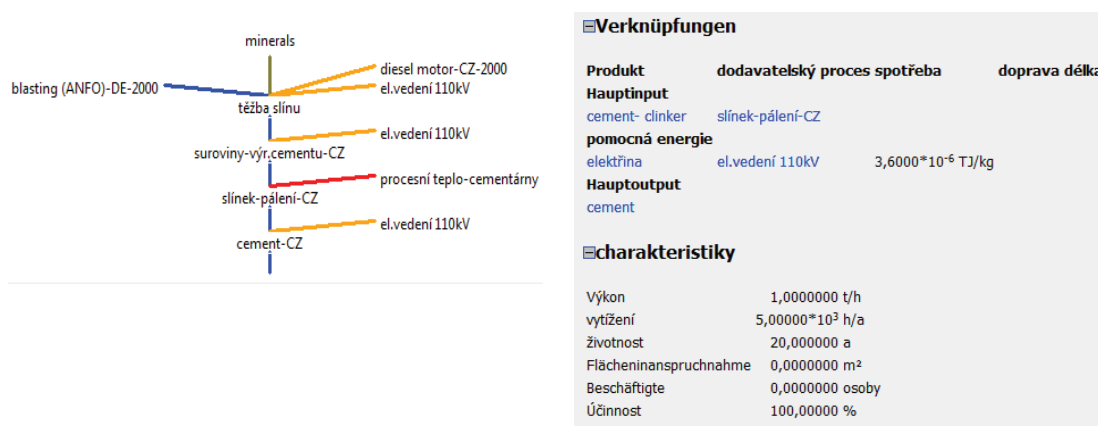 minerals
diesel motor-CZ-2000
blasting (ANFO)-DE-2000
el.vedení 110kV
těžba slínu
el.vedení 110kV
suroviny-výr.cementu-CZ
procesní teplo-cementárny
slínek-pálení-CZ
el.vedení 110kV
cement-CZ
Verknüpfungen
Produkt dodavatelský proces spotřeba doprava délka
Hauptinput
cement- clinker slínek-pálení-CZ
pomocná energie
elektřina el.vedení 110kV 3,6000*10⁻⁶ TJ/kg
Hauptoutput
cement
charakteristiky
Výkon 1,0000000 t/h
vytížení 5,00000*10³ h/a
životnost 20,000000 a
Flächeninanspruchnahme 0,0000000 m²
Beschäftigte 0,0000000 osoby
Účinnost 100,00000 %